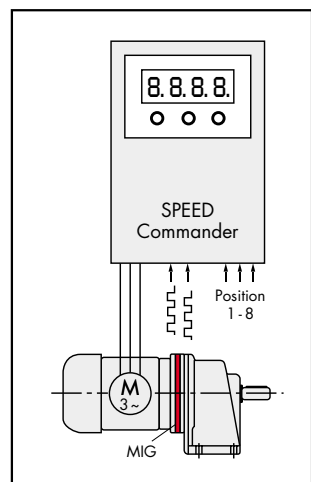 8.8.8.8.
SPEED
Commander
Position
1 - 8
M
3 ~
MIG